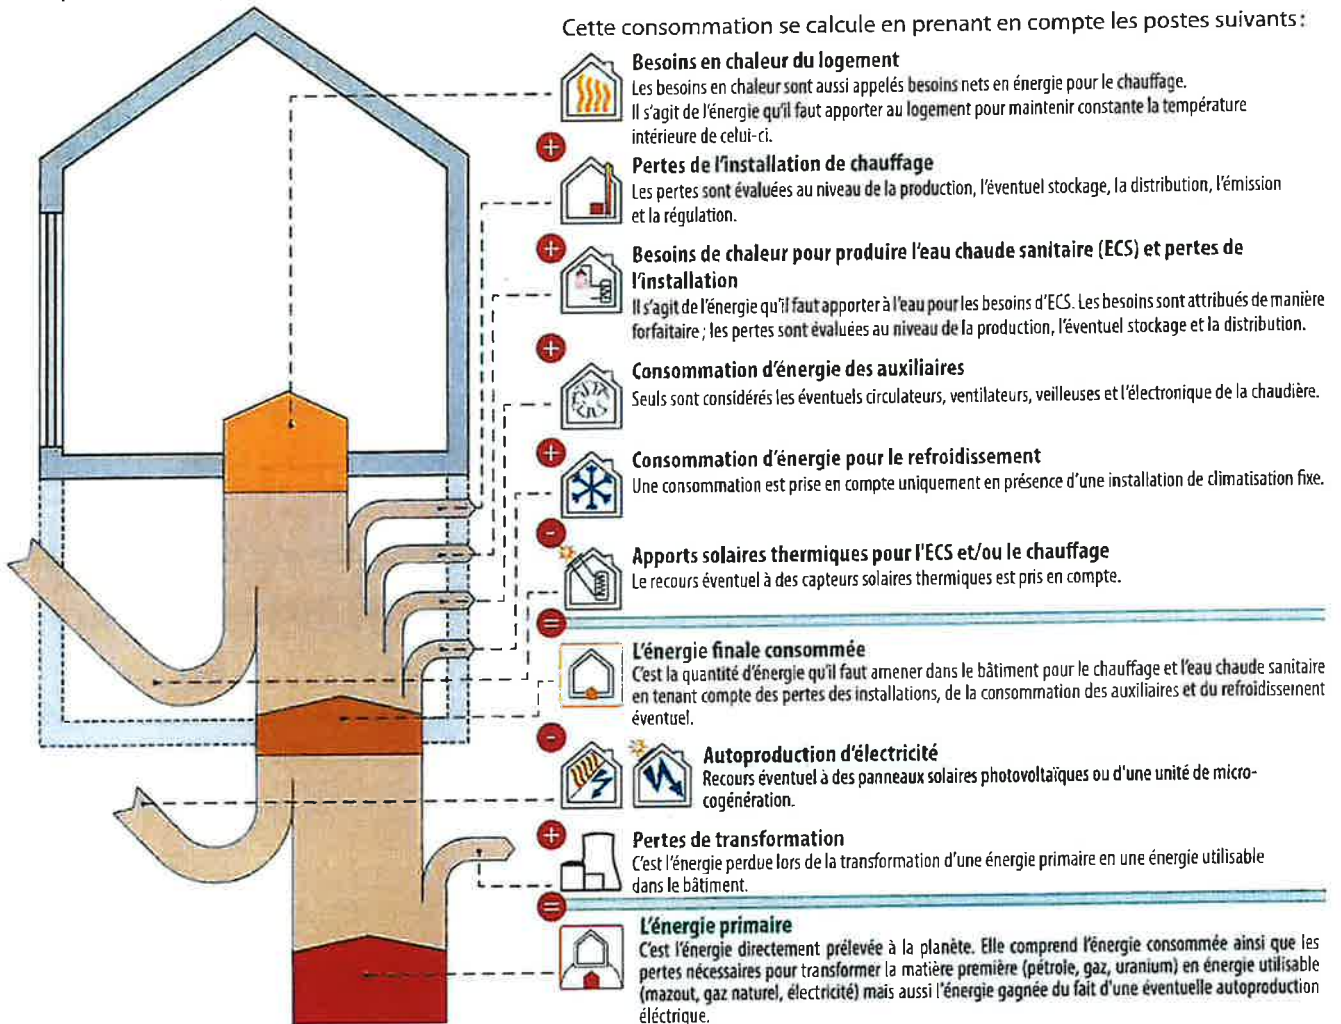 Cette consommation se calcule en prenant en compte les postes suivants :
Besoins en chaleur du logement
Les besoins en chaleur sont aussi appelés besoins nets en énergie pour le chauffage.
Il s'agit de l'énergie qu'il faut apporter au logement pour maintenir constante la température
intérieure de celui-ci.
+
Pertes de l'installation de chauffage
Les pertes sont évaluées au niveau de la production, l'éventuel stockage, la distribution, l'émission
et la régulation.
+
Besoins de chaleur pour produire l'eau chaude sanitaire (ECS) et pertes de
l'installation
Il s'agit de l'énergie qu'il faut apporter à l'eau pour les besoins d'ECS. Les besoins sont attribués de manière
forfaitaire ; les pertes sont évaluées au niveau de la production, l'éventuel stockage et la distribution.
+
Consommation d'énergie des auxiliaires
Seuls sont considérés les éventuels circulateurs, ventilateurs, veilleuses et l'électronique de la chaudière.
+
Consommation d'énergie pour le refroidissement
Une consommation est prise en compte uniquement en présence d'une installation de climatisation fixe.
-
Apports solaires thermiques pour l'ECS et/ou le chauffage
Le recours éventuel à des capteurs solaires thermiques est pris en compte.
=
L'énergie finale consommée
C'est la quantité d'énergie qu'il faut amener dans le bâtiment pour le chauffage et l'eau chaude sanitaire
en tenant compte des pertes des installations, de la consommation des auxiliaires et du refroidissement
éventuel.
-
Autoproduction d'électricité
Recours éventuel à des panneaux solaires photovoltaïques ou d'une unité de micro-
cogénération.
+
Pertes de transformation
C'est l'énergie perdue lors de la transformation d'une énergie primaire en une énergie utilisable
dans le bâtiment.
=
L'énergie primaire
C'est l'énergie directement prélevée à la planète. Elle comprend l'énergie consommée ainsi que les
pertes nécessaires pour transformer la matière première (pétrole, gaz, uranium) en énergie utilisable
(mazout, gaz naturel, électricité) mais aussi l'énergie gagnée du fait d'une éventuelle autoproduction
éléctrique.